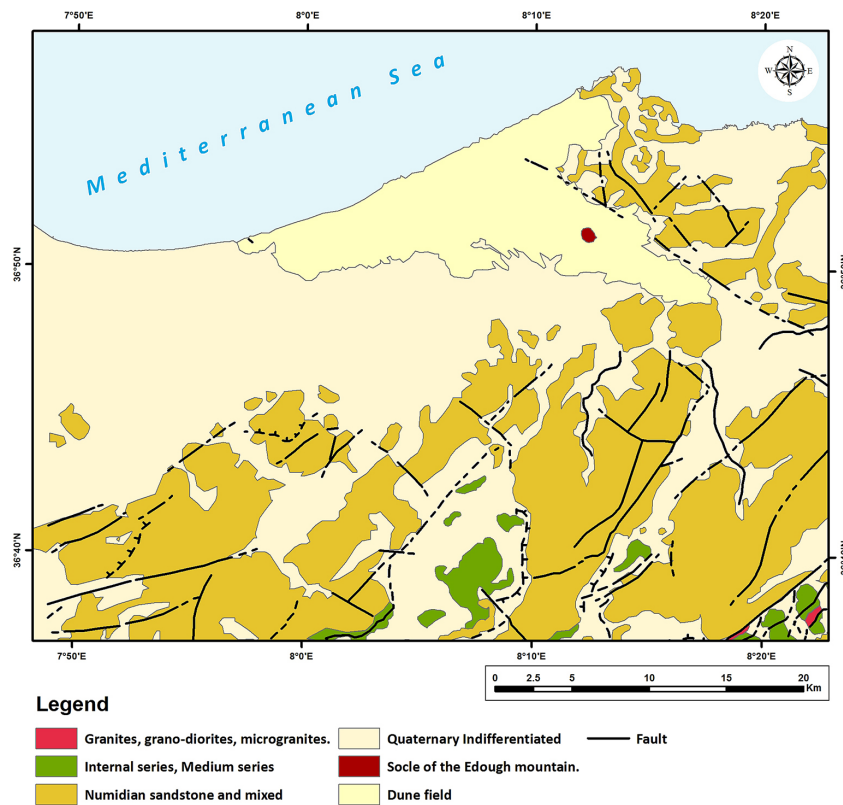 7°50'E 8°0'E 8°10'E 8°20'E
N
W E
S
Mediterranean Sea
36°50'N
36°40'N
7°50'E 8°0'E 8°10'E 8°20'E
0 2.5 5 10 15 20
Km
Legend
Granites, grano-diorites, microgranites. Quaternary Indifferentiated Fault
Internal series, Medium series Socle of the Edough mountain.
Numidian sandstone and mixed Dune field